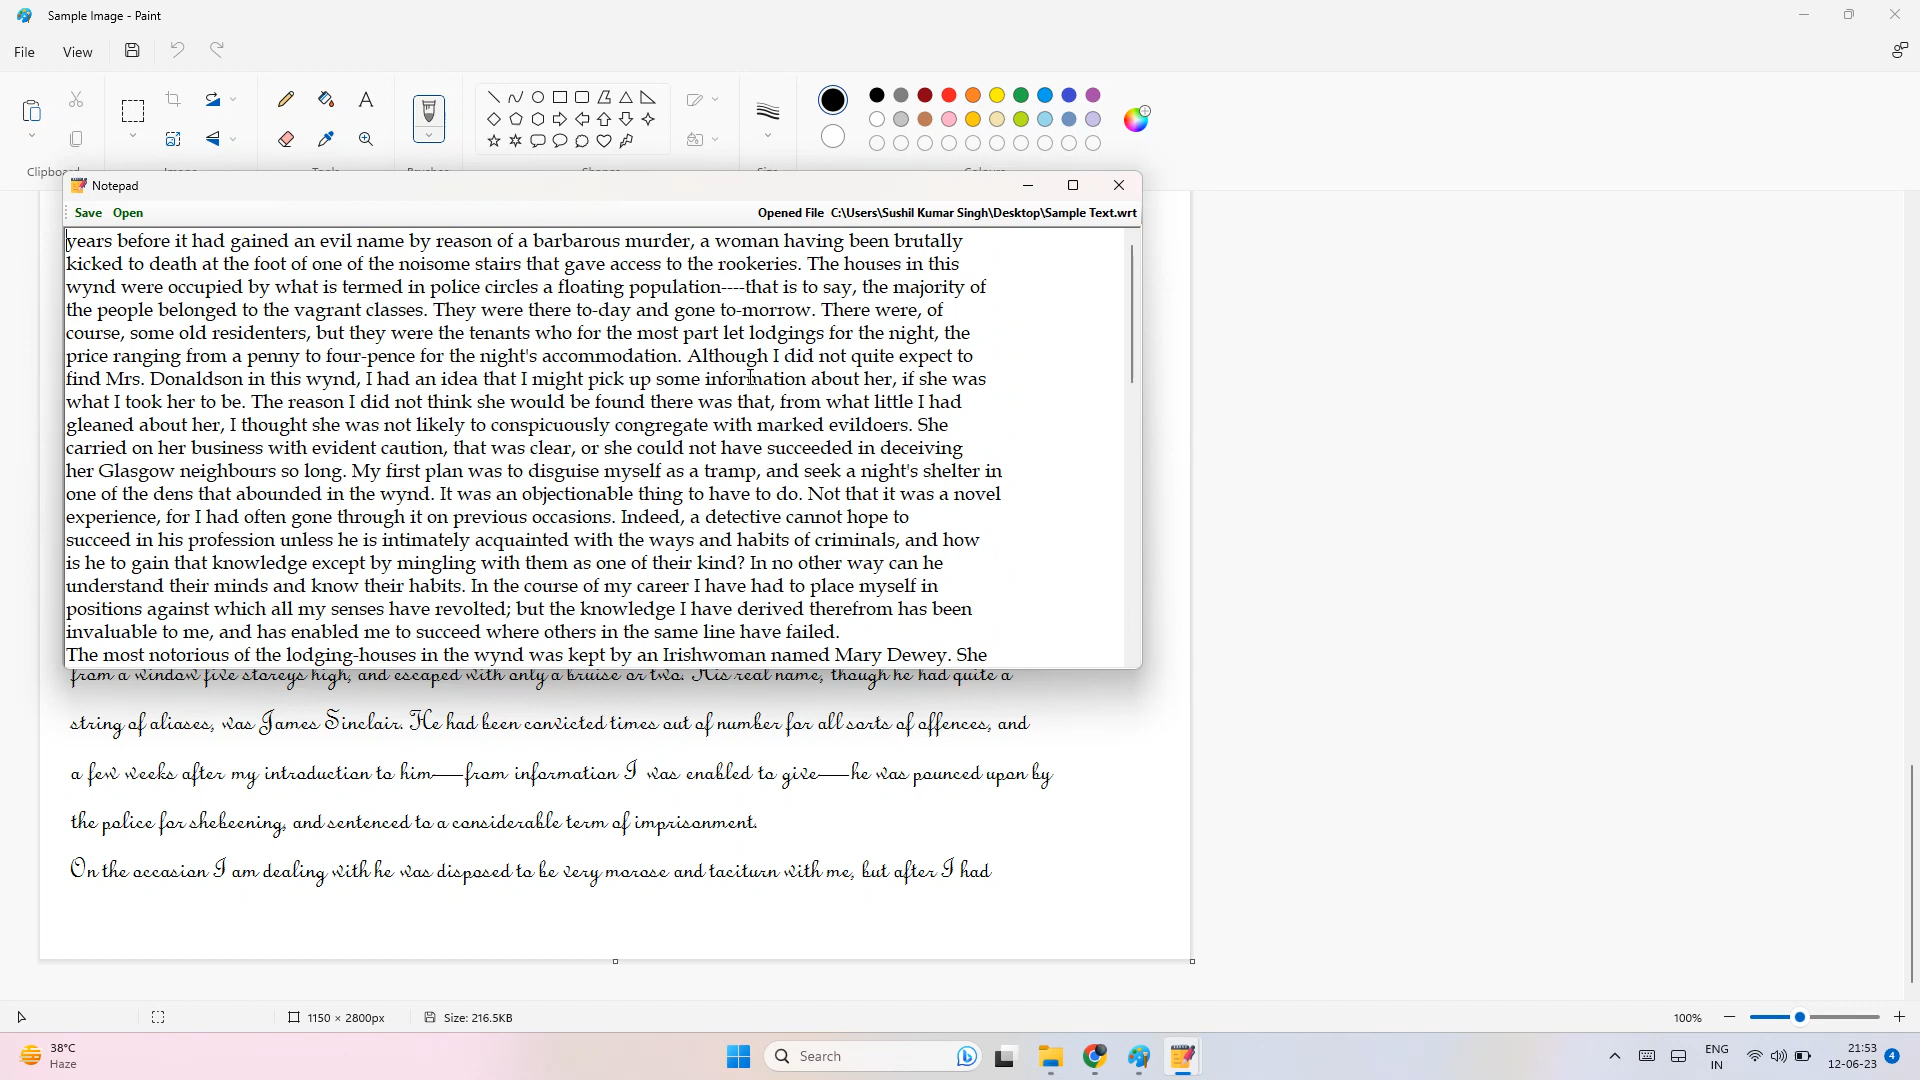 Sample Image - Paint
File View
Clipboard
Notepad
Save Open Opened File C:\Users\Sushil Kumar Singh\Desktop\Sample Text.wrt
years before it had gained an evil name by reason of a barbarous murder, a woman having been brutally
kicked to death at the foot of one of the noisome stairs that gave access to the rookeries. The houses in this
wynd were occupied by what is termed in police circles a floating population----that is to say, the majority of
the people belonged to the vagrant classes. They were there to-day and gone to-morrow. There were, of
course, some old residenters, but they were the tenants who for the most part let lodgings for the night, the
price ranging from a penny to four-pence for the night's accommodation. Although I did not quite expect to
find Mrs. Donaldson in this wynd, I had an idea that I might pick up some information about her, if she was
what I took her to be. The reason I did not think she would be found there was that, from what little I had
gleaned about her, I thought she was not likely to conspicuously congregate with marked evildoers. She
carried on her business with evident caution, that was clear, or she could not have succeeded in deceiving
her Glasgow neighbours so long. My first plan was to disguise myself as a tramp, and seek a night's shelter in
one of the dens that abounded in the wynd. It was an objectionable thing to have to do. Not that it was a novel
experience, for I had often gone through it on previous occasions. Indeed, a detective cannot hope to
succeed in his profession unless he is intimately acquainted with the ways and habits of criminals, and how
is he to gain that knowledge except by mingling with them as one of their kind? In no other way can he
understand their minds and know their habits. In the course of my career I have had to place myself in
positions against which all my senses have revolted; but the knowledge I have derived therefrom has been
invaluable to me, and has enabled me to succeed where others in the same line have failed.
The most notorious of the lodging-houses in the wynd was kept by an Irishwoman named Mary Dewey. She
from a window five storeys high, and escaped with only a bruise or two. His real name, though he had quite a
string of aliases, was James Sinclair. He had been convicted times out of number for all sorts of offences, and
a few weeks after my introduction to him—from information I was enabled to give—he was pounced upon by
the police for shebeening, and sentenced to a considerable term of imprisonment.
On the occasion I am dealing with he was disposed to be very morose and taciturn with me, but after I had
1150 × 2800px Size: 216.5KB 100%
38°C
Haze
Search
ENG
IN
21:53
12-06-23
4